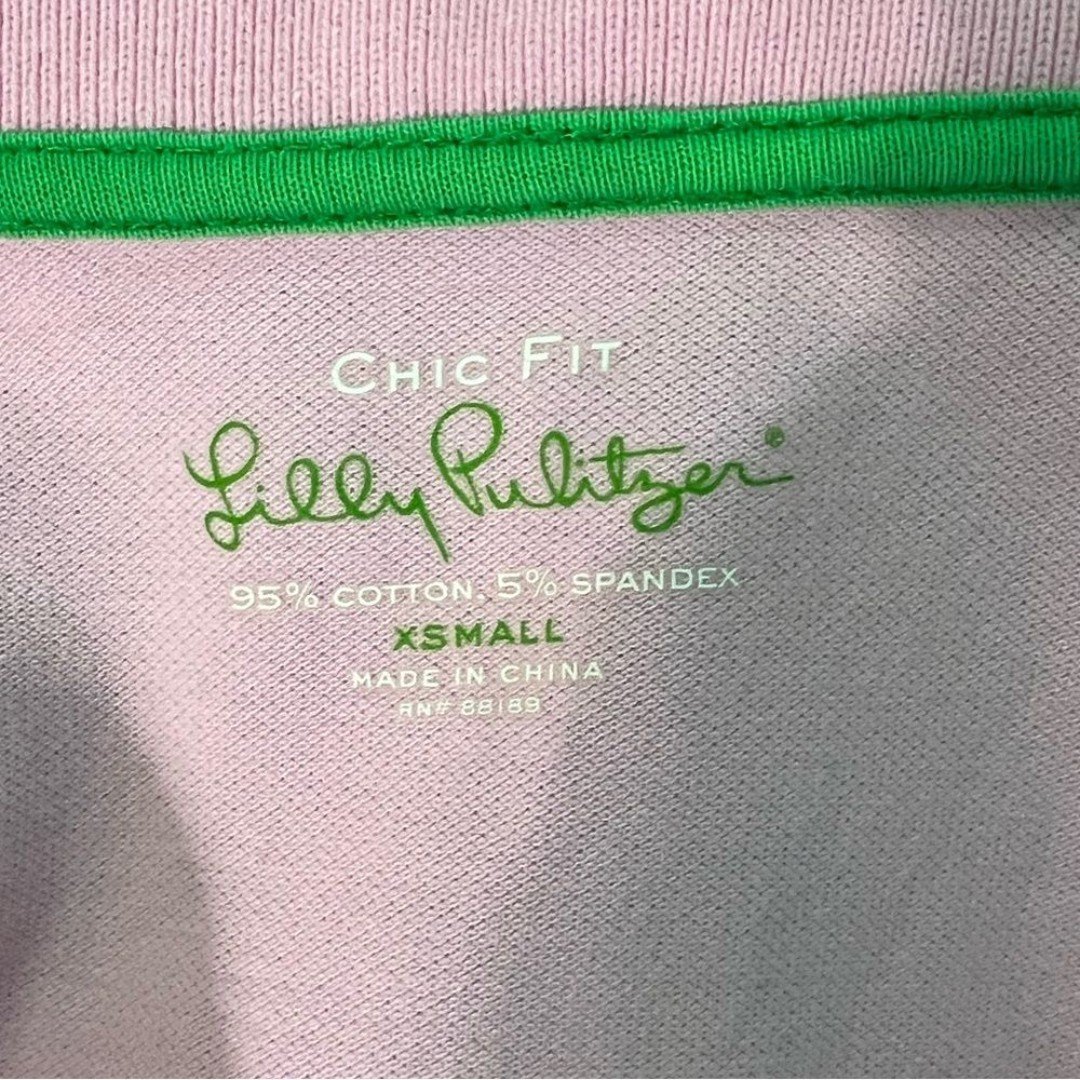 CHIC FIT
Lilly Pulitzer®
95% COTTON, 5% SPANDEX
XSMALL
MADE IN CHINA
RN# 88189